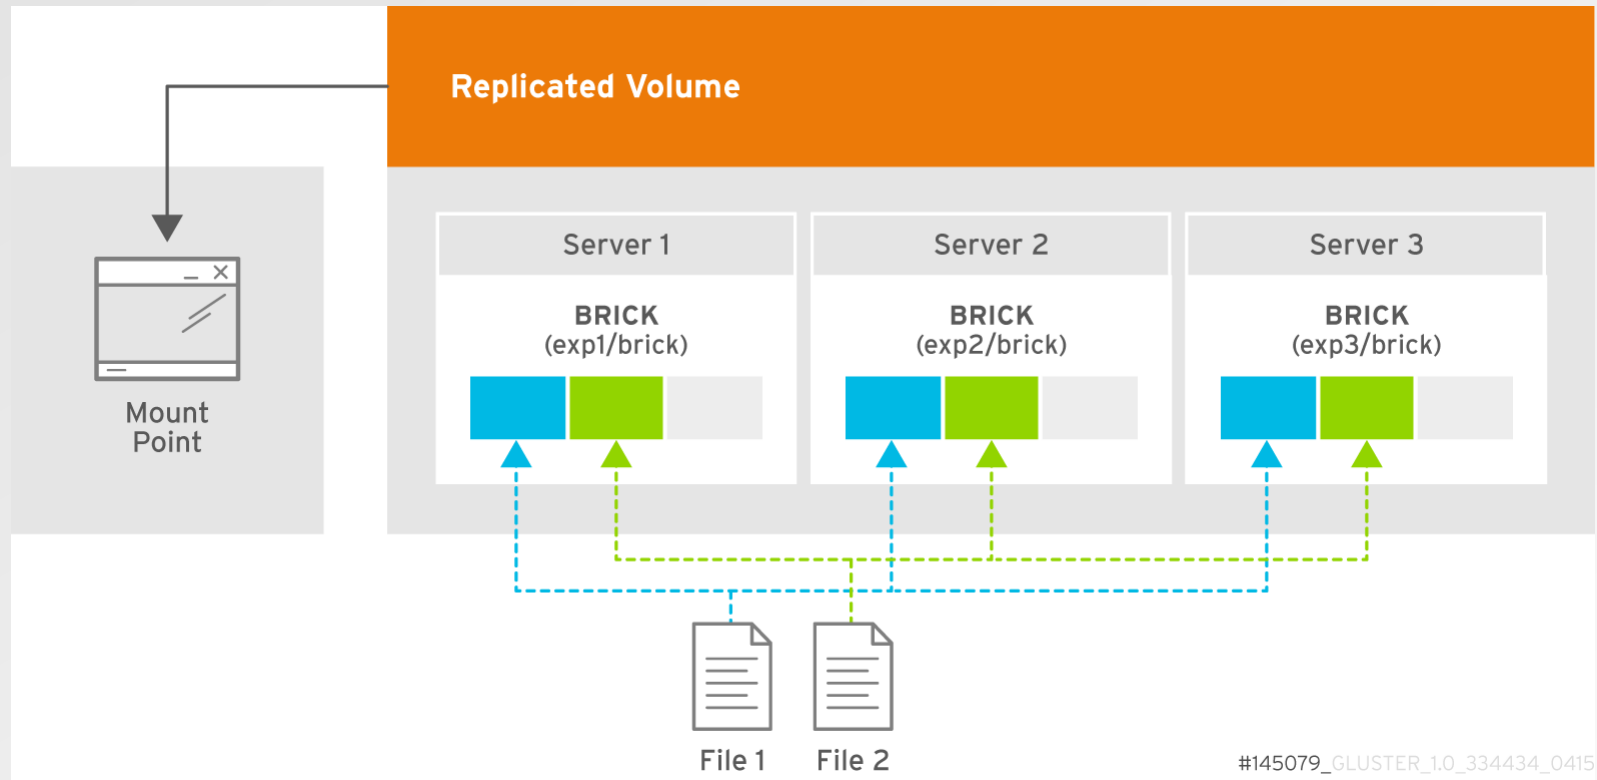 Replicated Volume
Server 1
Server 2
Server 3
BRICK
(exp1/brick)
BRICK
(exp2/brick)
BRICK
(exp3/brick)
Mount
Point
File 1
File 2
#145079_GLUSTER_1.0_334434_0415